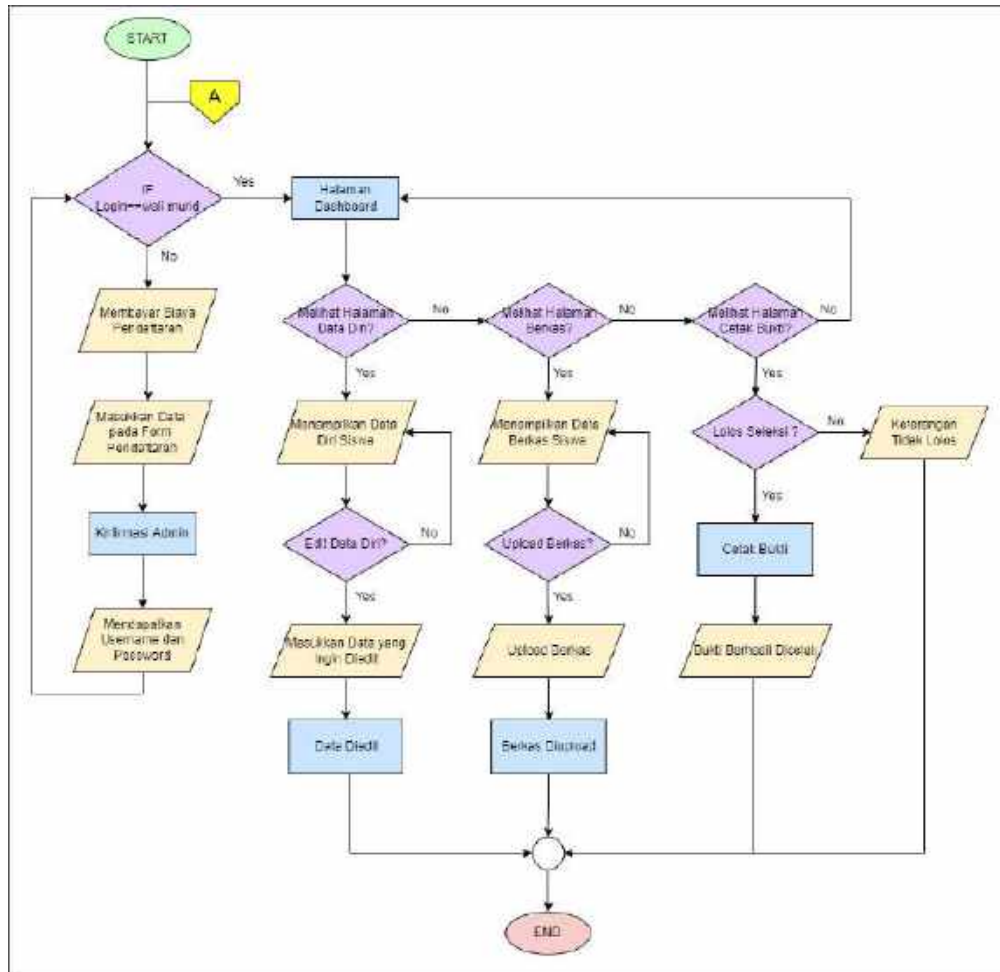 START
A
IF
Login==wali murid
Yes
No
Halaman
Dashboard
Membayar Biaya
Pendaftaran
Masukkan Data
pada Form
Pendaftaran
Kinfirmasi Admin
Mendapatkan
Username dan
Password
Melihat Halaman
Data Diri?
No
Melihat Halaman
Berkas?
No
Melihat Halaman
Cetak Bukti?
No
Yes
Yes
Yes
Menampilkan Data
Diri Siswa
Menampilkan Data
Berkas Siswa
Lolos Seleksi ?
No
Keterangan
Tidak Lolos
Yes
Edit Data Diri?
No
Upload Berkas?
No
Cetak Bukti
Yes
Yes
Masukkan Data yang
Ingin Diedit
Upload Berkas
Bukti Berhasil Dicetak
Data Diedit
Berkas Diupload
END